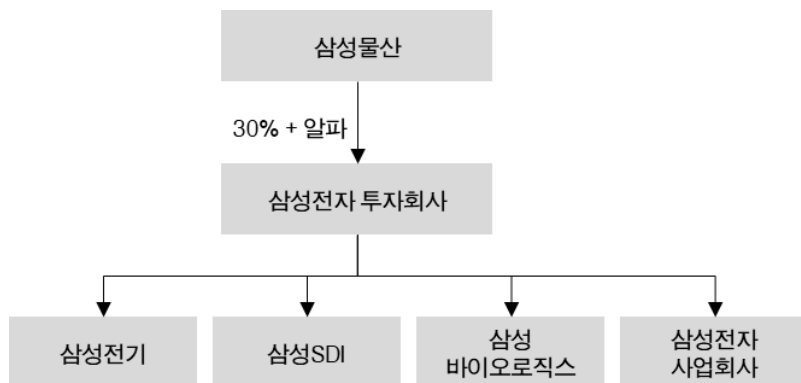 삼성물산
30% + 알파
삼성전자 투자회사
삼성전기
삼성SDI
삼성
바이오로직스
삼성전자
사업회사